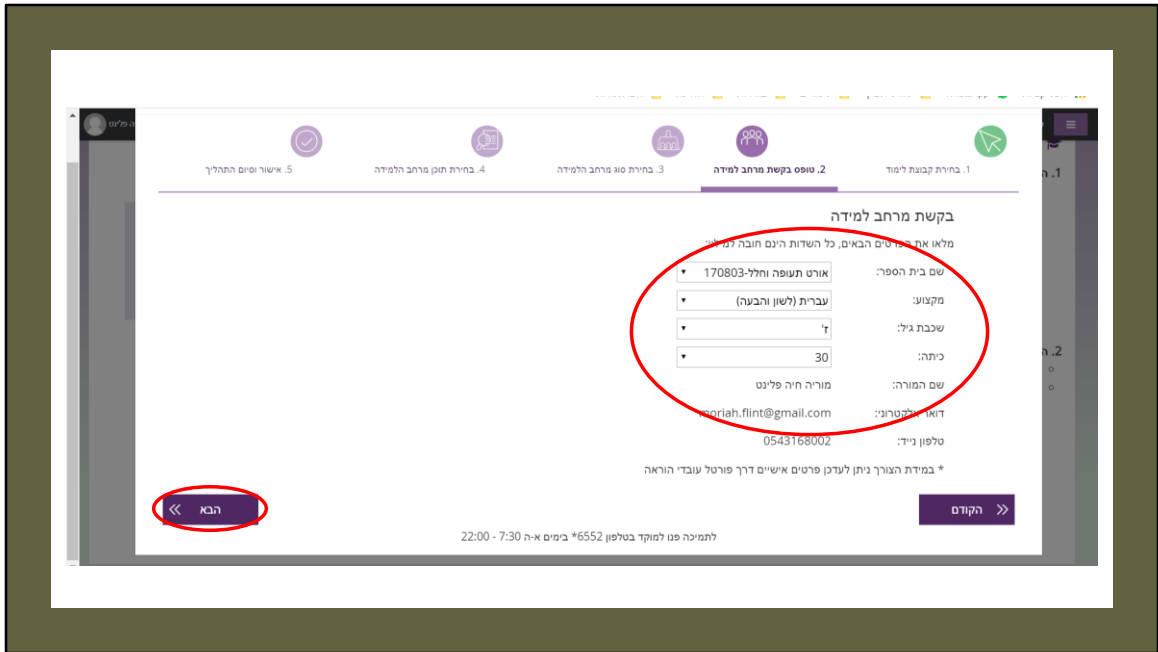 1. בחירת קבוצת לימוד
2. טופס בקשת מרחב למידה
3. בחירת סוג מרחב הלמידה
4. בחירת תוכן מרחב הלמידה
5. אישור וסיום התהליך
בקשת מרחב למידה
מלאו את הפרטים הבאים, כל השדות הינם חובה למילוי:
שם בית הספר: אורט תעופה וחלל-170803
מקצוע: עברית (לשון והבעה)
שכבת גיל: ז'
כיתה: 30
שם המורה: מוריה חיה פלינט
דואר אלקטרוני: moriah.flint@gmail.com
טלפון נייד: 0543168002
* במידת הצורך ניתן לעדכן פרטים אישיים דרך פורטל עובדי הוראה
הקודם
הבא
לתמיכה פנו למוקד בטלפון 6552* בימים א-ה 7:30 - 22:00